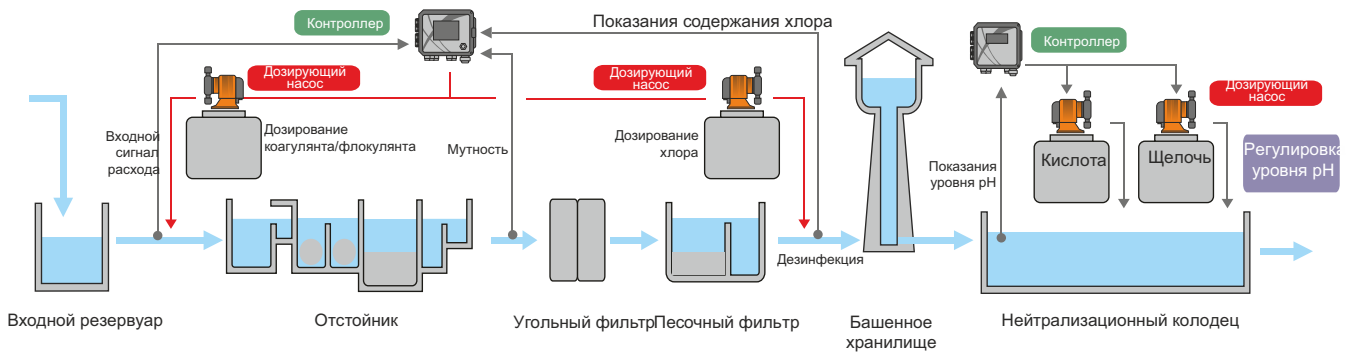 Контроллер
Показания содержания хлора
Контроллер
Дозирующий
насос
Дозирующий
насос
Дозирующий
насос
Входной
сигнал
расхода
Дозирование
коагулянта/флокулянта
Мутность
Дозирование
хлора
Показания
уровня pH
Кислота
Щелочь
Регулировка
уровня pH
Дезинфекция
Входной резервуар
Отстойник
Угольный фильтр
Песочный фильтр
Башенное
хранилище
Нейтрализационный колодец